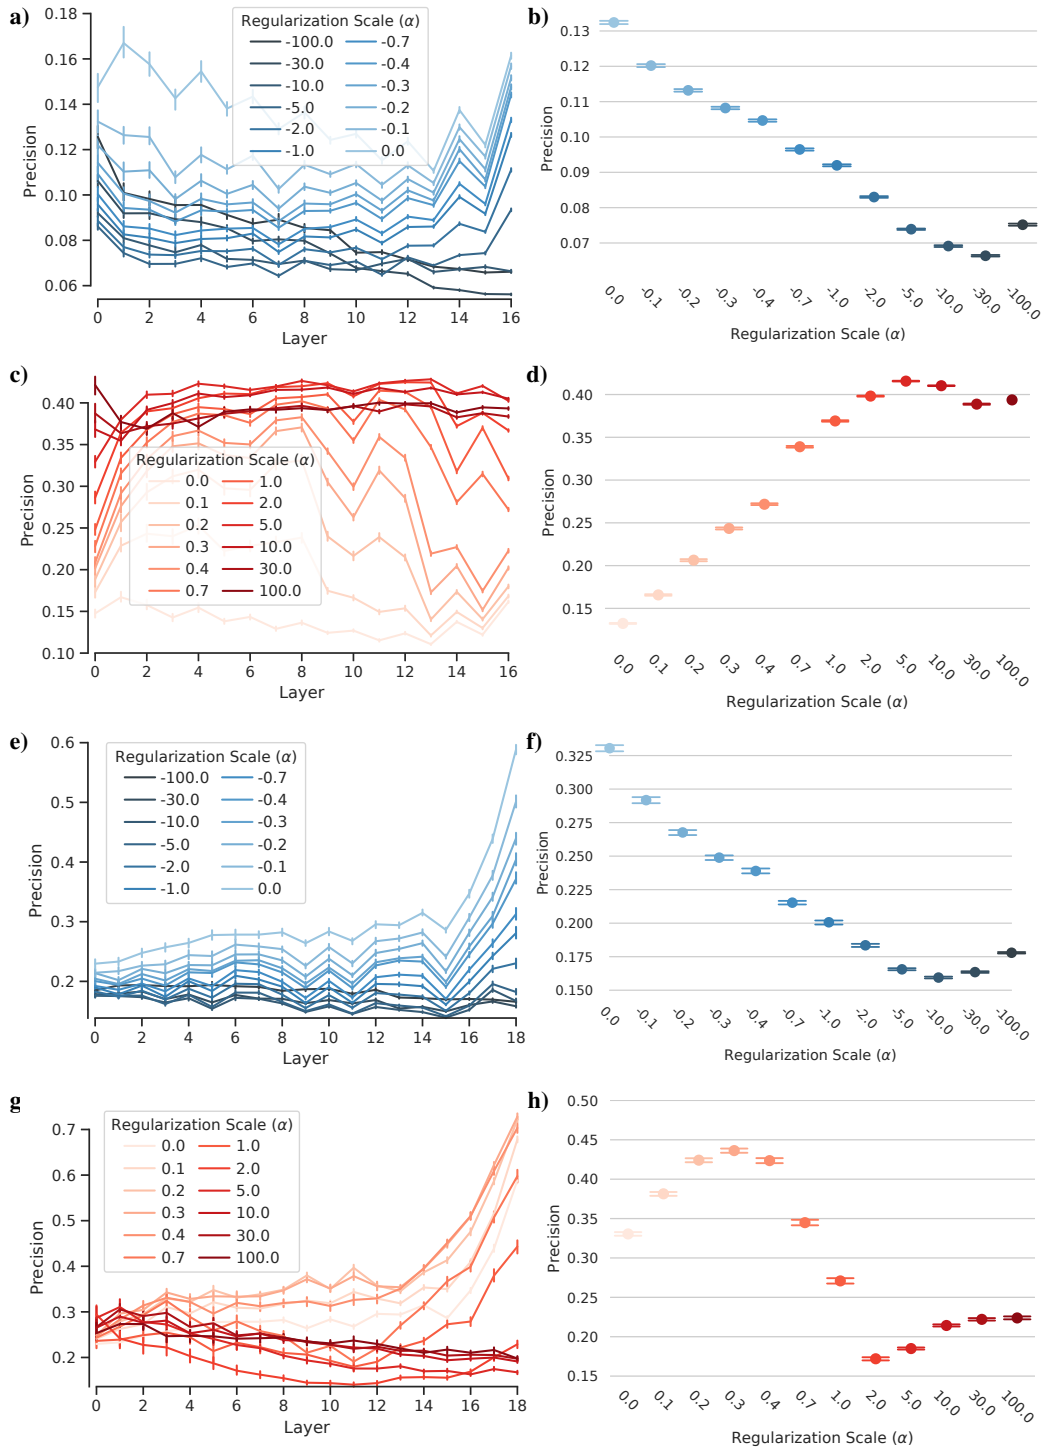 a)
Regularization Scale (α)
-100.0 -0.7
-30.0 -0.4
-10.0 -0.3
-5.0 -0.2
-2.0 -0.1
-1.0 0.0
0.18
0.16
0.14
0.12
0.10
0.08
0.06
Precision
0 2 4 6 8 10 12 14 16
Layer
b)
0.13
0.12
0.11
0.10
0.09
0.08
0.07
Precision
0.0 -0.1 -0.2 -0.3 -0.4 -0.7 -1.0 -2.0 -5.0 -10.0 -30.0 -100.0
Regularization Scale (α)
c)
0.40
0.35
0.30
0.25
0.20
0.15
0.10
Precision
Regularization Scale (α)
0.0 1.0
0.1 2.0
0.2 5.0
0.3 10.0
0.4 30.0
0.7 100.0
0 2 4 6 8 10 12 14 16
Layer
d)
0.40
0.35
0.30
0.25
0.20
0.15
Precision
0.0 0.1 0.2 0.3 0.4 0.7 1.0 2.0 5.0 10.0 30.0 100.0
Regularization Scale (α)
e)
0.6
0.5
0.4
0.3
0.2
Precision
Regularization Scale (α)
-100.0 -0.7
-30.0 -0.4
-10.0 -0.3
-5.0 -0.2
-2.0 -0.1
-1.0 0.0
0 2 4 6 8 10 12 14 16 18
Layer
f)
0.325
0.300
0.275
0.250
0.225
0.200
0.175
0.150
Precision
0.0 -0.1 -0.2 -0.3 -0.4 -0.7 -1.0 -2.0 -5.0 -10.0 -30.0 -100.0
Regularization Scale (α)
g
0.7
0.6
0.5
0.4
0.3
0.2
Precision
Regularization Scale (α)
0.0 1.0
0.1 2.0
0.2 5.0
0.3 10.0
0.4 30.0
0.7 100.0
0 2 4 6 8 10 12 14 16 18
Layer
h)
0.50
0.45
0.40
0.35
0.30
0.25
0.20
0.15
Precision
0.0 0.1 0.2 0.3 0.4 0.7 1.0 2.0 5.0 10.0 30.0 100.0
Regularization Scale (α)